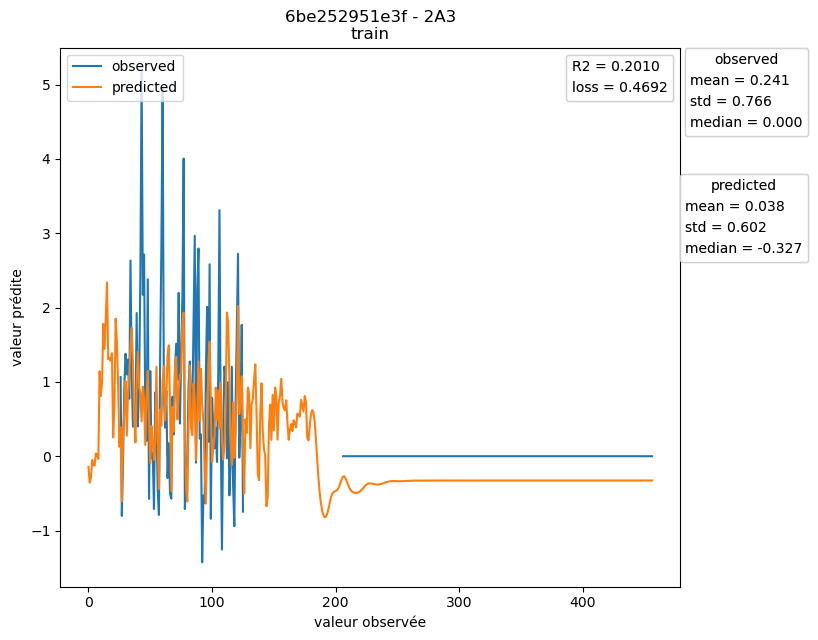 6be252951e3f - 2A3
train
observed
predicted
R2 = 0.2010
loss = 0.4692
observed
mean = 0.241
std = 0.766
median = 0.000
predicted
mean = 0.038
std = 0.602
median = -0.327
5
4
3
2
1
0
−1
valeur prédite
0
100
200
300
400
valeur observée